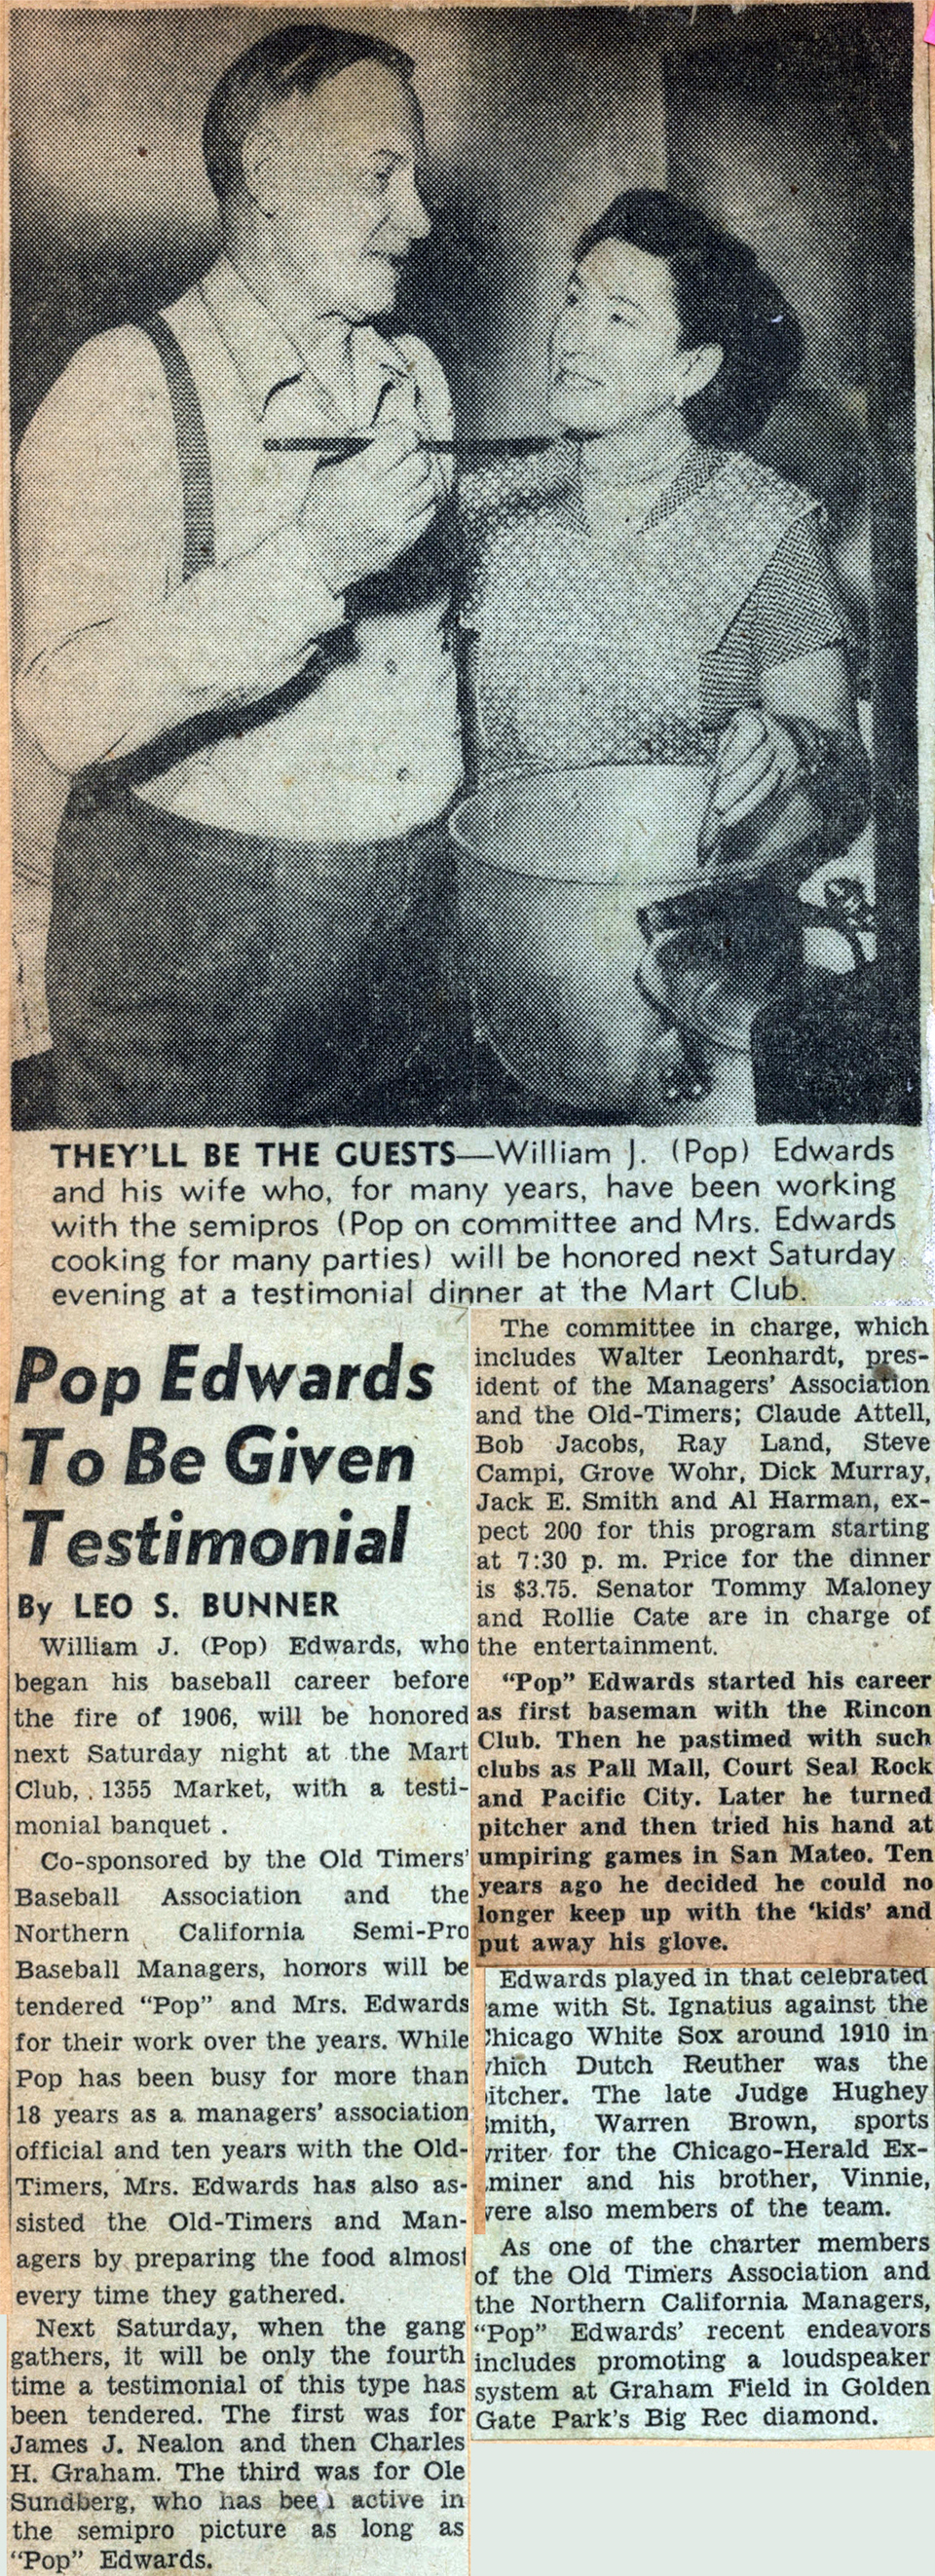 THEY'LL BE THE GUESTS—William J. (Pop) Edwards
and his wife who, for many years, have been working
with the semipros (Pop on committee and Mrs. Edwards
cooking for many parties) will be honored next Saturday
evening at a testimonial dinner at the Mart Club.
Pop Edwards
To Be Given
Testimonial
By LEO S. BUNNER
William J. (Pop) Edwards, who
began his baseball career before
the fire of 1906, will be honored
next Saturday night at the Mart
Club, . 1355 Market, with a testi-
monial banquet .
Co-sponsored by the Old Timers'
Baseball Association and the
Northern California Semi-Pro
Baseball Managers, honors will be
tendered "Pop" and Mrs. Edwards
for their work over the years. While
Pop has been busy for more than
18 years as a managers' association
official and ten years with the Old-
Timers, Mrs. Edwards has also as-
sisted the Old-Timers and Man-
agers by preparing the food almost
every time they gathered.
Next Saturday, when the gang
gathers, it will be only the fourth
time a testimonial of this type has
been tendered. The first was for
James J. Nealon and then Charles
H. Graham. The third was for Ole
Sundberg, who has been active in
the semipro picture as long as
"Pop" Edwards.
The committee in charge, which
includes Walter Leonhardt, pres-
ident of the Managers' Association
and the Old-Timers; Claude Attell,
Bob Jacobs, Ray Land, Steve
Campi, Grove Wohr, Dick Murray,
Jack E. Smith and Al Harman, ex-
pect 200 for this program starting
at 7:30 p. m. Price for the dinner
is $3.75. Senator Tommy Maloney
and Rollie Cate are in charge of
the entertainment.
"Pop" Edwards started his career
as first baseman with the Rincon
Club. Then he pastimed with such
clubs as Pall Mall, Court Seal Rock
and Pacific City. Later he turned
pitcher and then tried his hand at
umpiring games in San Mateo. Ten
years ago he decided he could no
longer keep up with the 'kids' and
put away his glove.
Edwards played in that celebrated
ame with St. Ignatius against the
hicago White Sox around 1910 in
hich Dutch Reuther was the
itcher. The late Judge Hughey
mith, Warren Brown, sports
riter for the Chicago-Herald Ex-
miner and his brother, Vinnie,
ere also members of the team.
As one of the charter members
of the Old Timers Association and
the Northern California Managers,
"Pop" Edwards' recent endeavors
includes promoting a loudspeaker
system at Graham Field in Golden
Gate Park's Big Rec diamond.